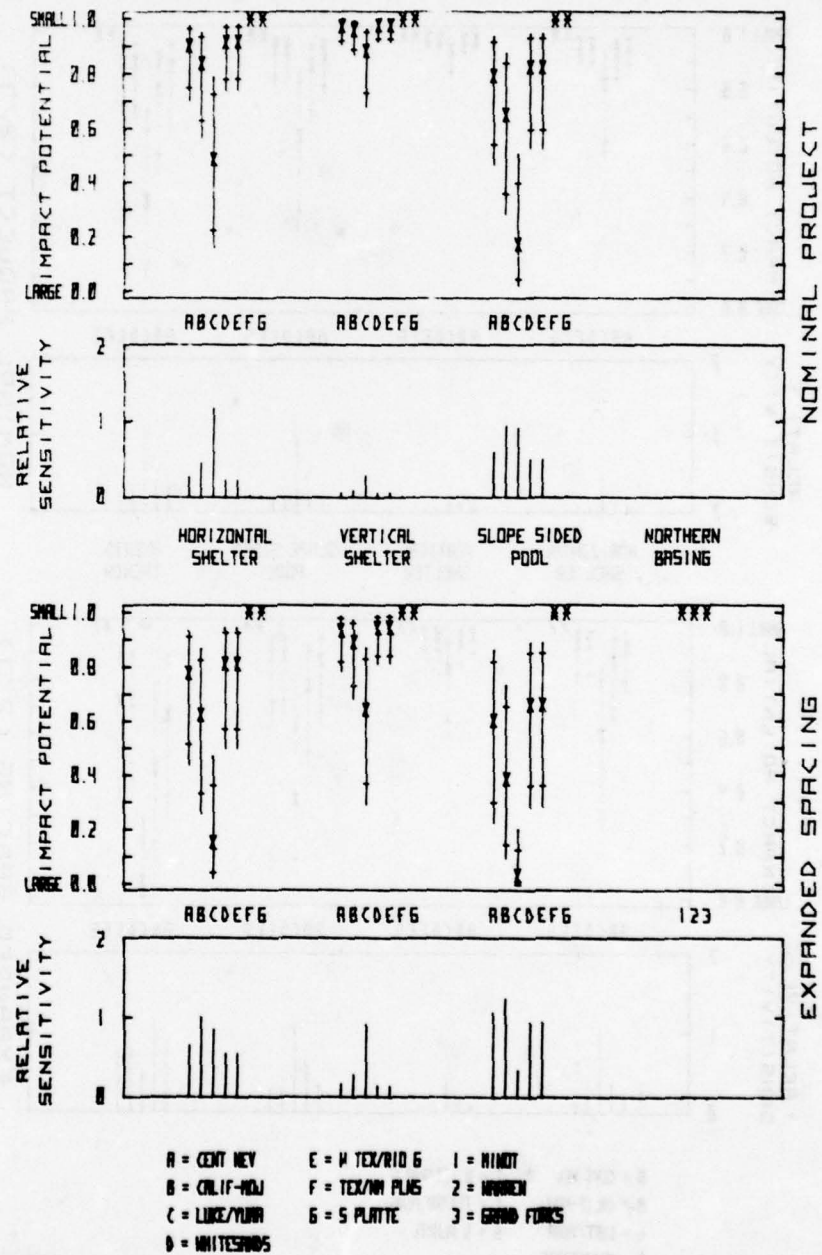 SMALL 1.0
0.8
0.6
0.4
0.2
LARGE 0.0
IMPACT POTENTIAL
** ** **
ABCDEFG ABCDEFG ABCDEFG
2
1
0
RELATIVE
SENSITIVITY
NOMINAL PROJECT
HORIZONTAL
SHELTER
VERTICAL
SHELTER
SLOPE SIDED
POOL
NORTHERN
BASING
SMALL 1.0
0.8
0.6
0.4
0.2
LARGE 0.0
IMPACT POTENTIAL
** ** ** ***
ABCDEFG ABCDEFG ABCDEFG 123
2
1
0
RELATIVE
SENSITIVITY
EXPANDED SPACING
A = CENT NEV E = W TEX/RIO G 1 = MINOT
B = CALIF-MOJ F = TEX/NM PLNS 2 = WARREN
C = LUKE/YUMA G = S PLATTE 3 = GRAND FORKS
D = WHITESANDS